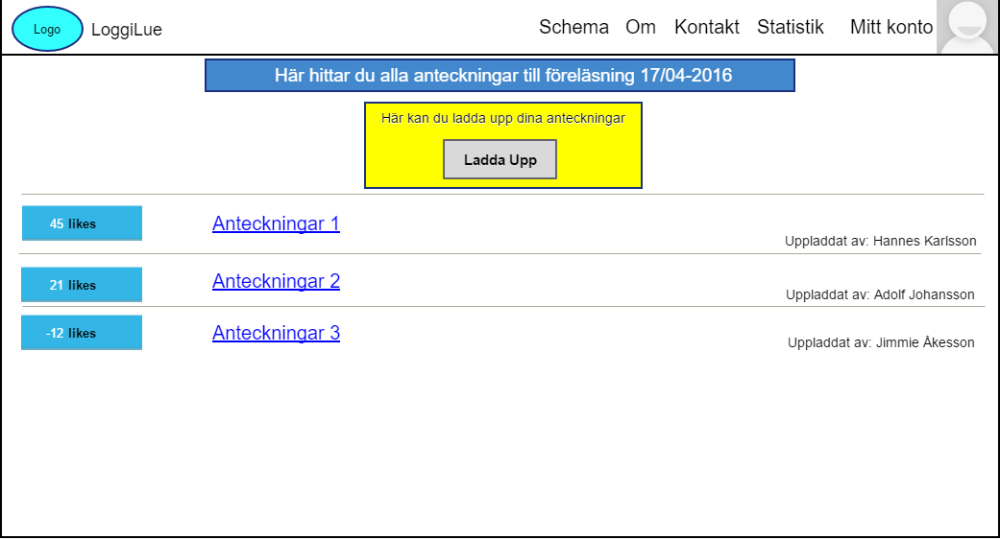 Logo LoggiLue Schema Om Kontakt Statistik Mitt konto
Här hittar du alla anteckningar till föreläsning 17/04-2016
Här kan du ladda upp dina anteckningar
Ladda Upp
45 likes Anteckningar 1
Uppladdat av: Hannes Karlsson
21 likes Anteckningar 2
Uppladdat av: Adolf Johansson
-12 likes Anteckningar 3
Uppladdat av: Jimmie Åkesson